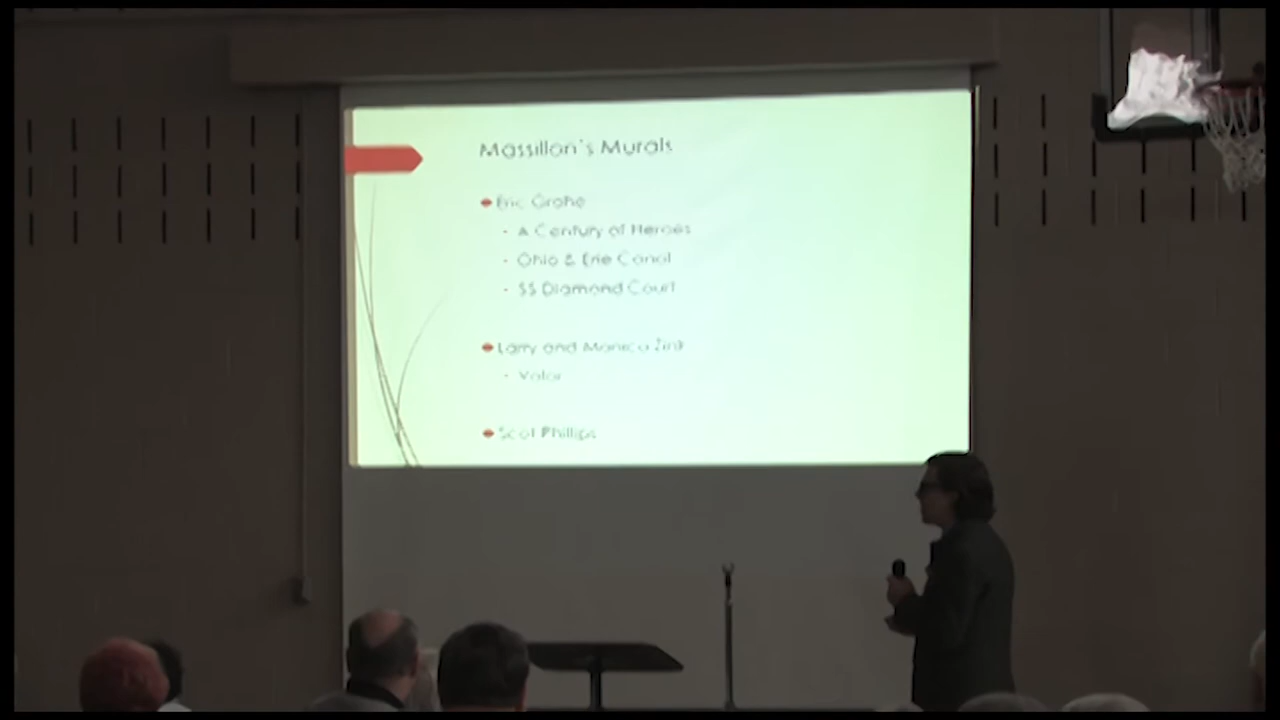 Massillon's Murals
Eric Grohe
- A Century of Heroes
- Ohio & Erie Canal
- SS Diamond Court
Larry and Monica Zink
- Valor
Scot Phillips